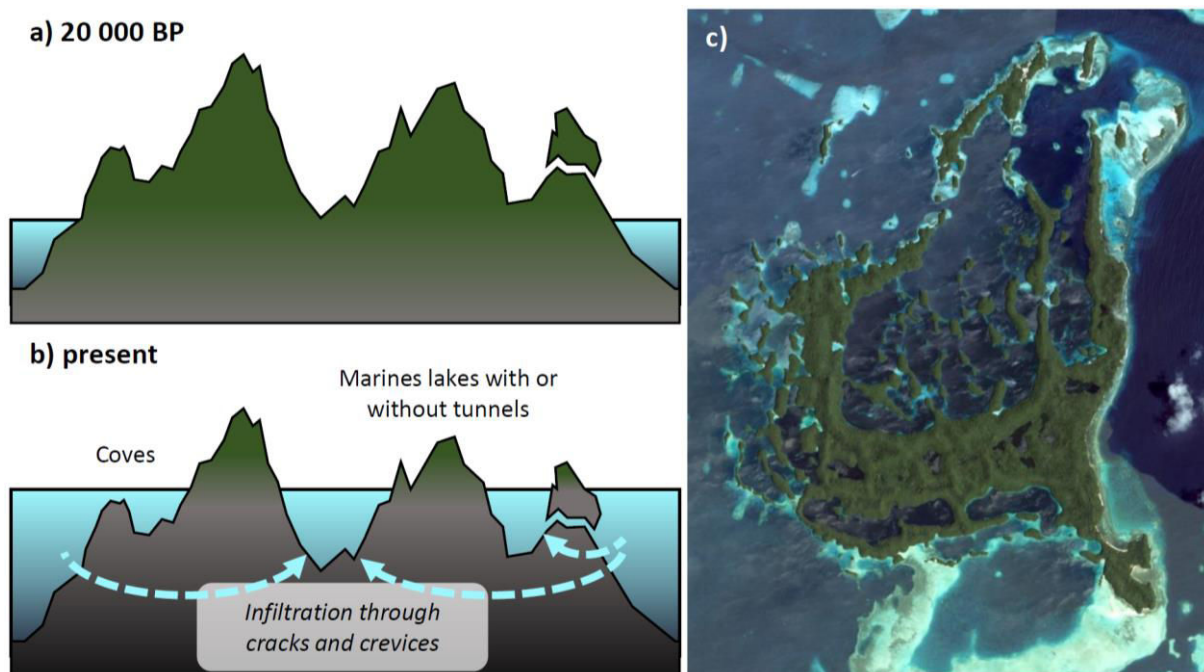 a) 20 000 BP
c)
b) present
Marines lakes with or
without tunnels
Coves
Infiltration through
cracks and crevices